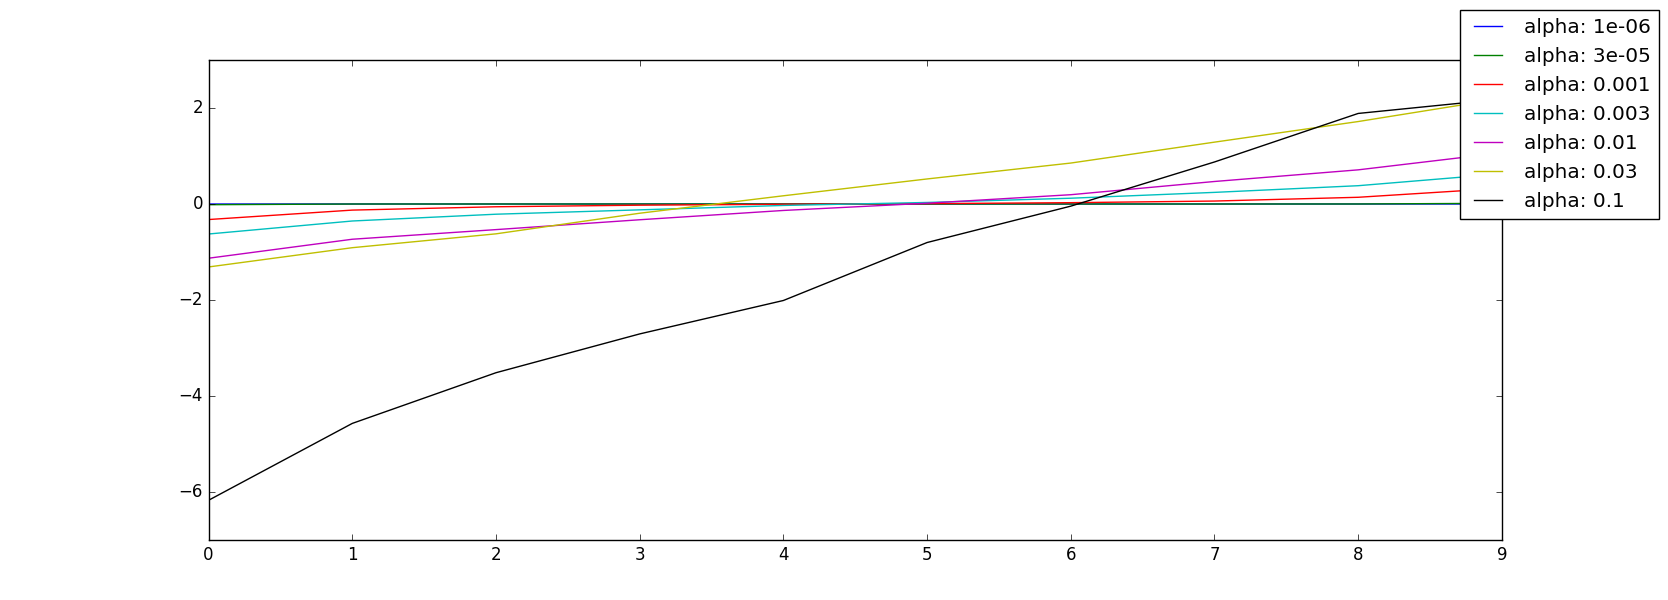 alpha: 1e-06
alpha: 3e-05
alpha: 0.001
alpha: 0.003
alpha: 0.01
alpha: 0.03
alpha: 0.1
2
0
−2
−4
−6
0 1 2 3 4 5 6 7 8 9